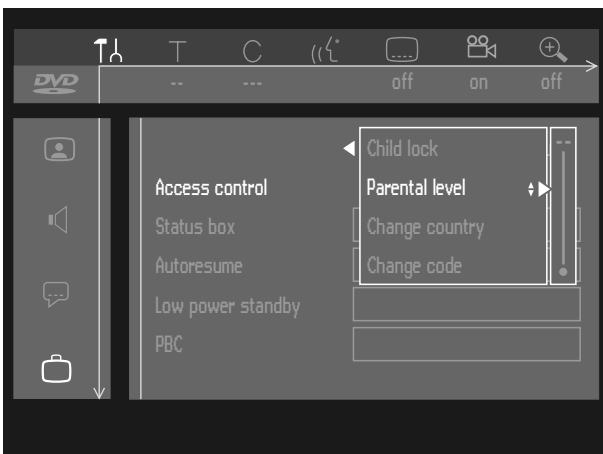 T C
DVD -- --- off on off
Child lock --
Access control Parental level
Status box Change country
Autoresume Change code
Low power standby
PBC